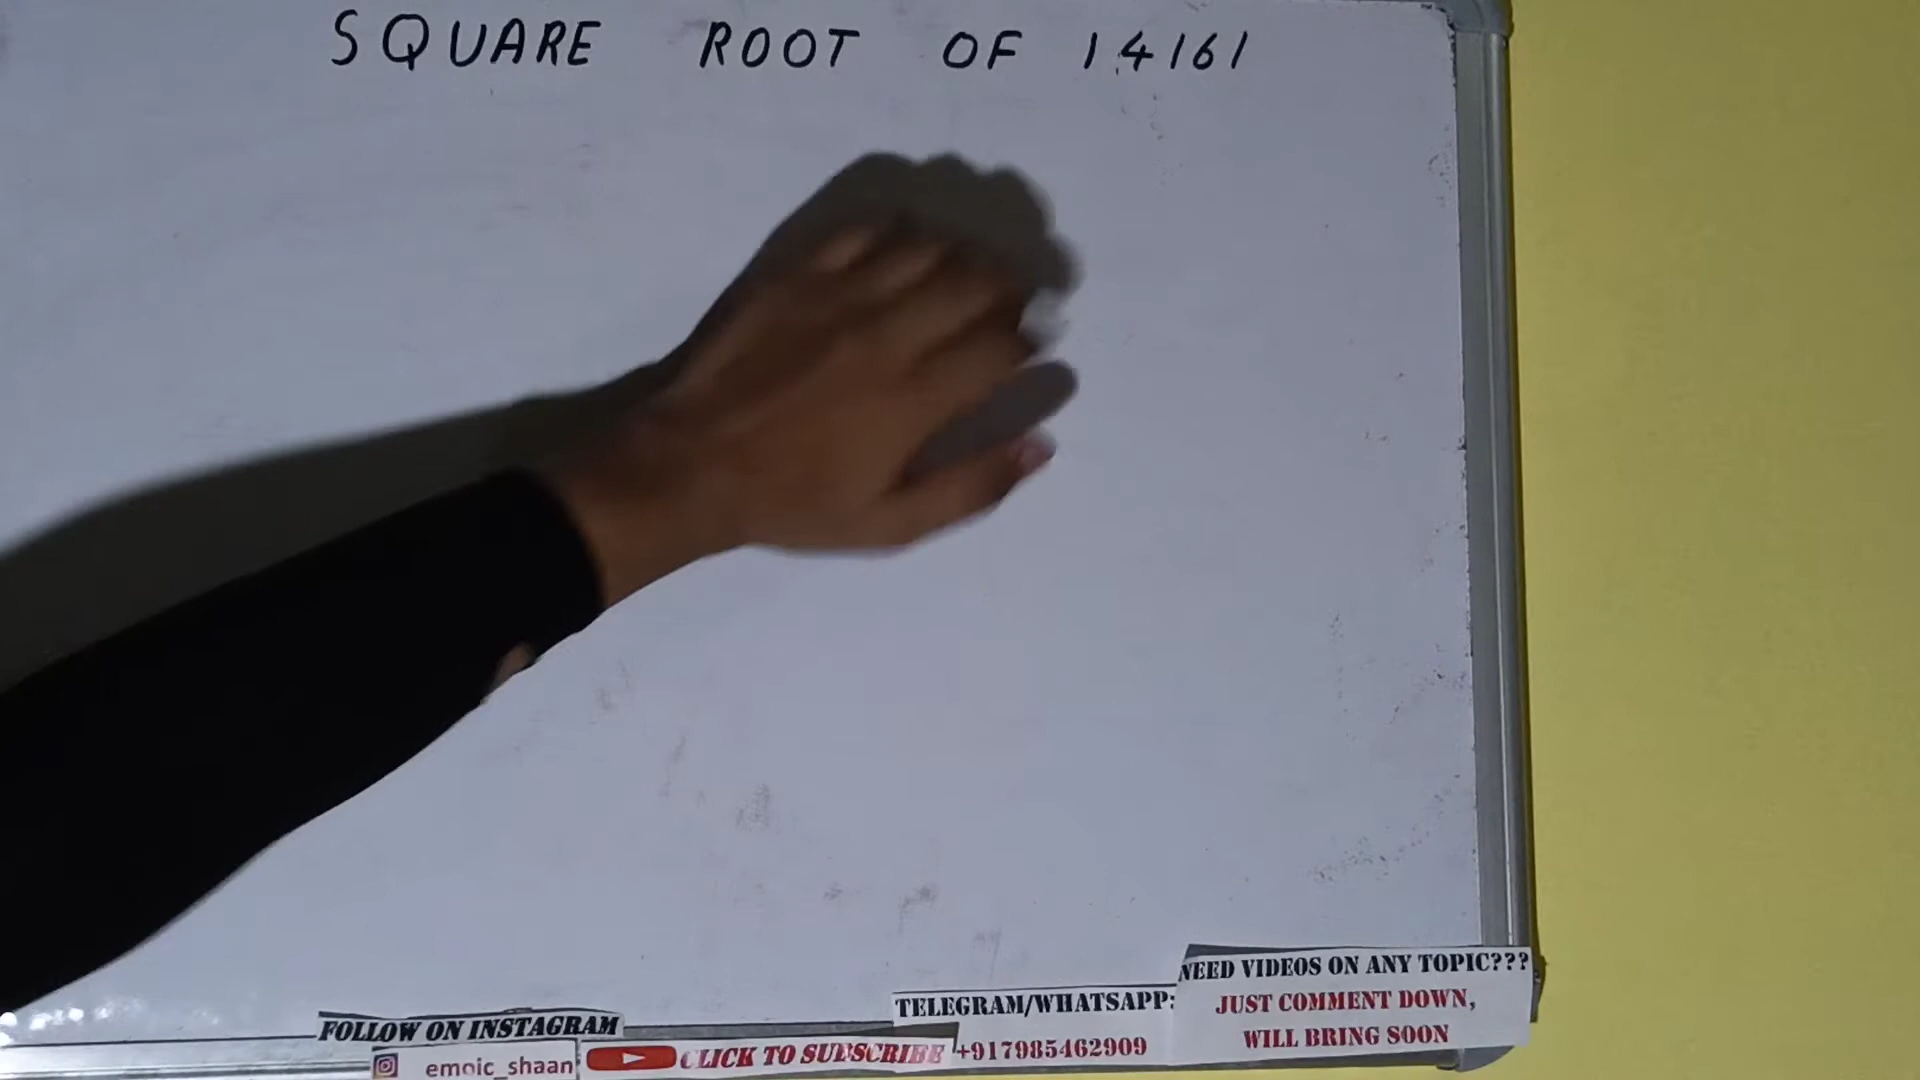 SQUARE ROOT OF 14161
NEED VIDEOS ON ANY TOPIC???
JUST COMMENT DOWN,
WILL BRING SOON
TELEGRAM/WHATSAPP:
+917985462909
FOLLOW ON INSTAGRAM
emoic_shaan
CLICK TO SUBSCRIBE